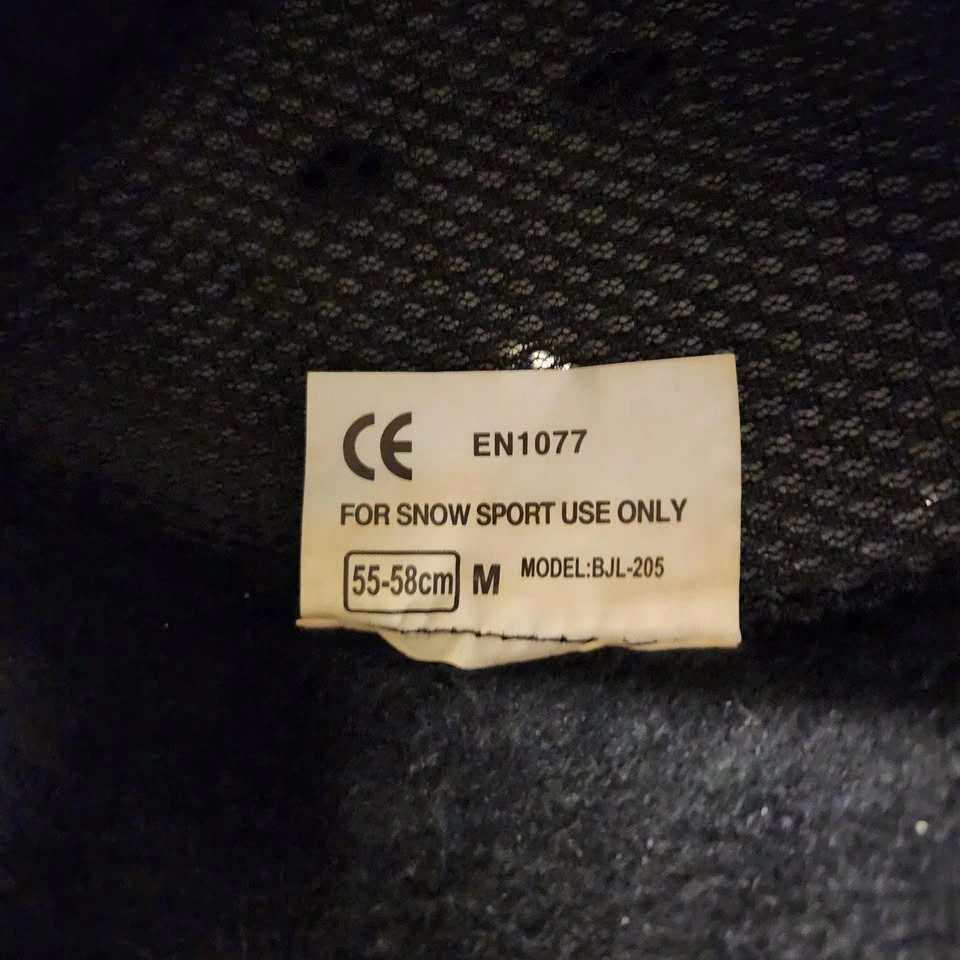 CE EN1077
FOR SNOW SPORT USE ONLY
55-58cm M MODEL:BJL-205